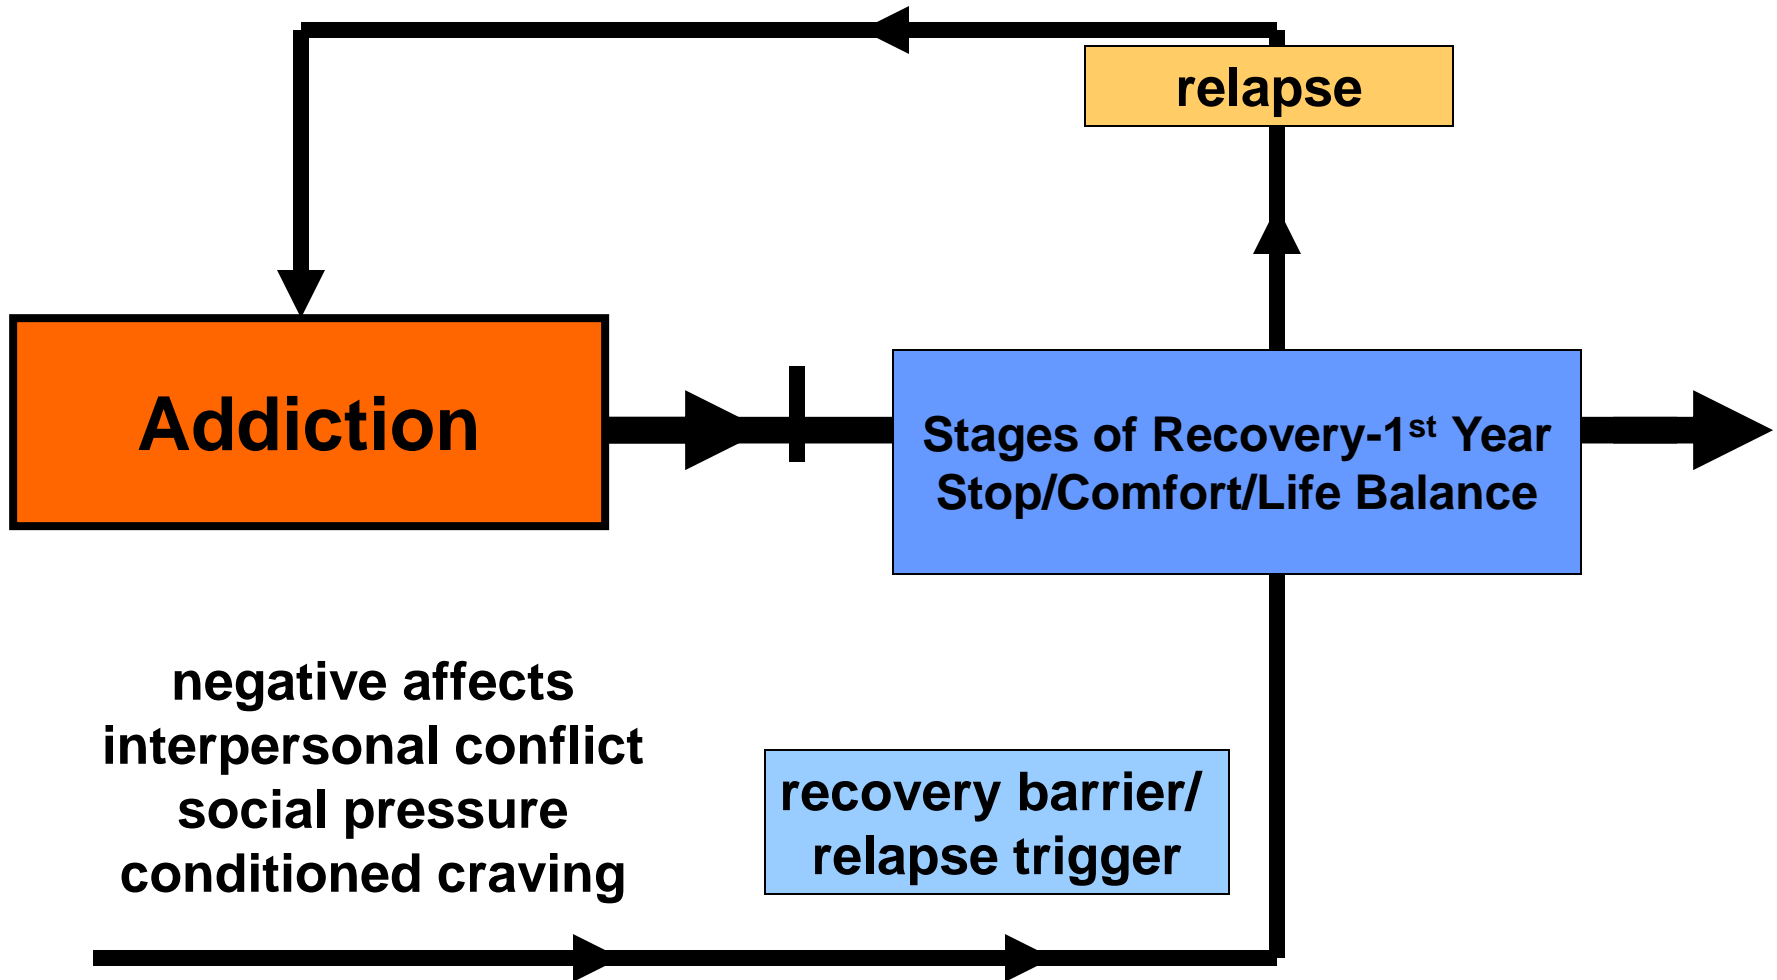 relapse
Addiction
Stages of Recovery-1st Year
Stop/Comfort/Life Balance
negative affects
interpersonal conflict
social pressure
conditioned craving
recovery barrier/
relapse trigger